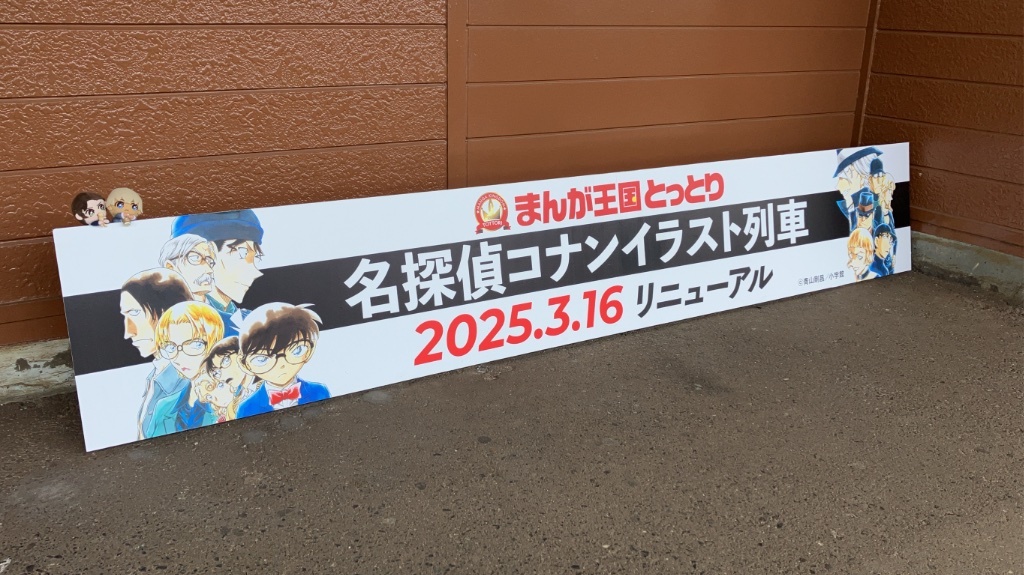 まんが王国とっとり
名探偵コナンイラスト列車
2025.3.16 リニューアル
©青山剛昌／小学館